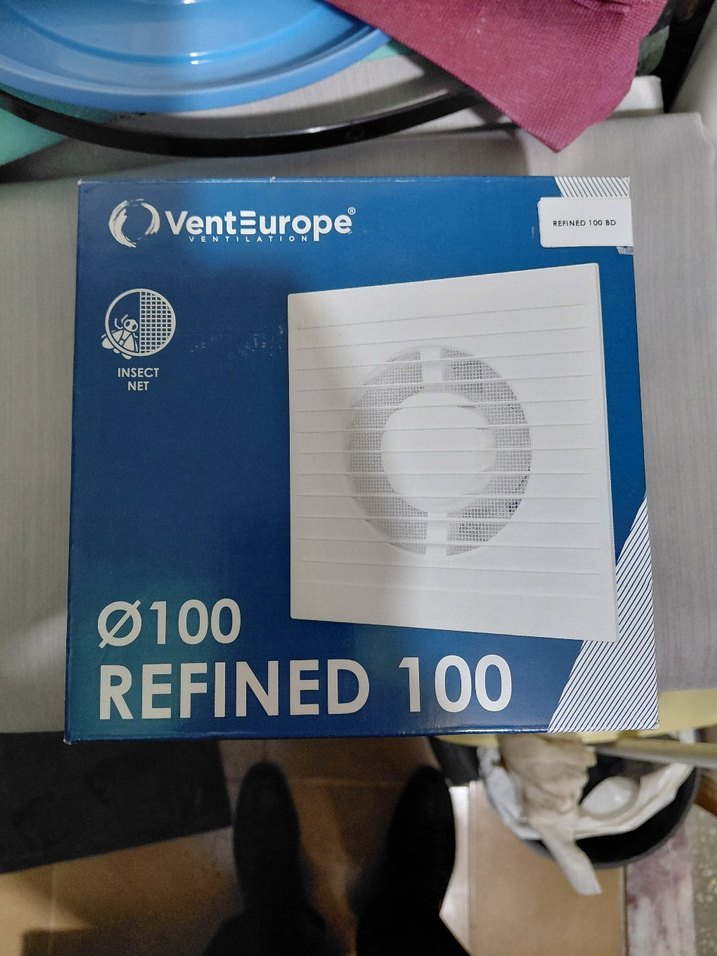 VentEurope®
VENTILATION
REFINED 100 BD
INSECT
NET
Ø100
REFINED 100